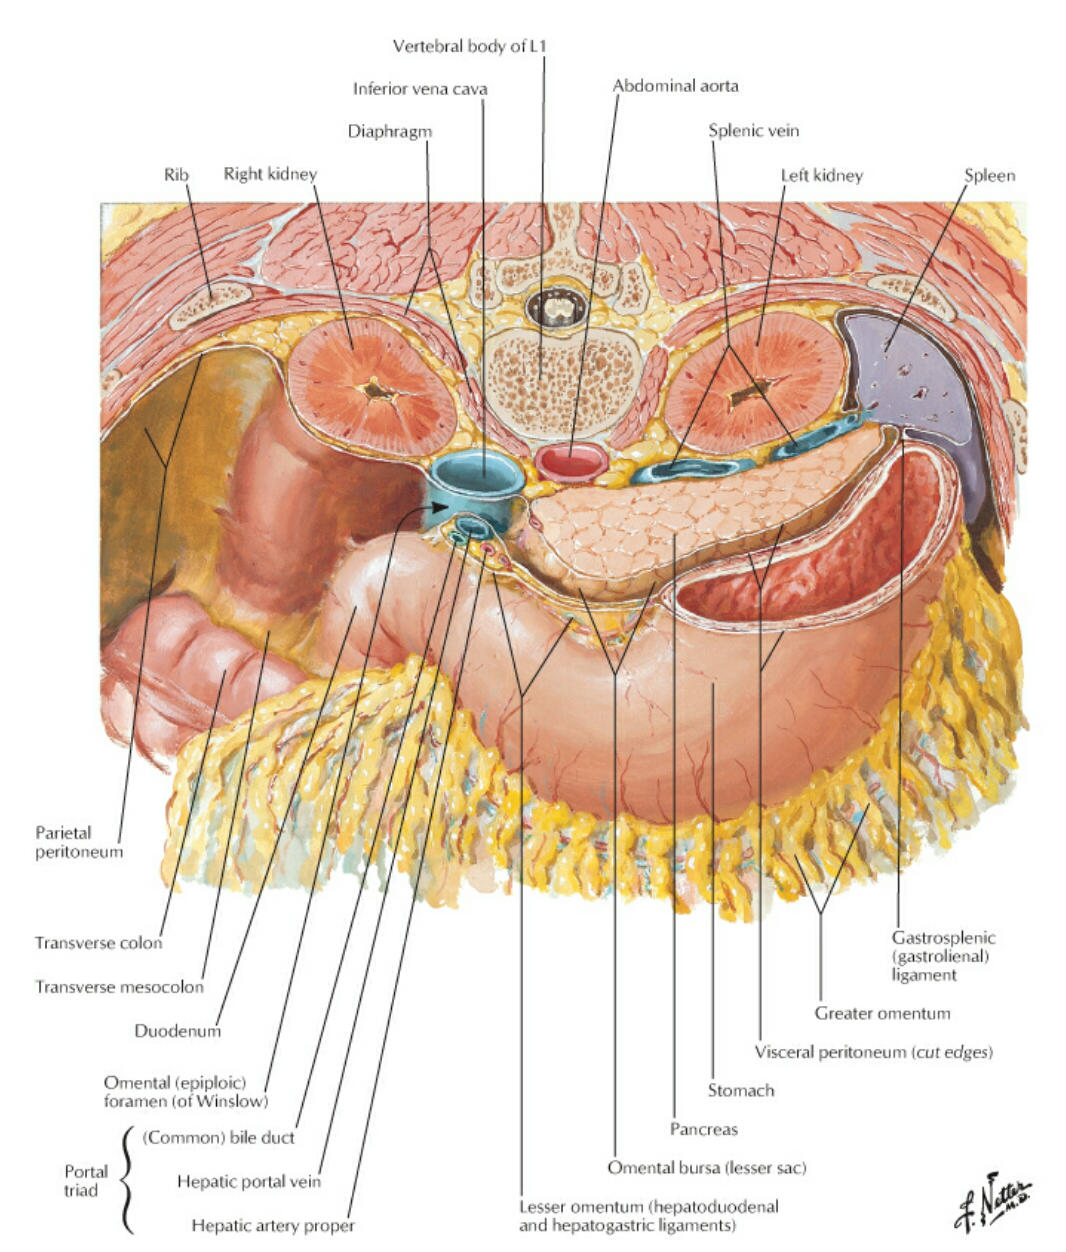 Vertebral body of L1
Inferior vena cava
Abdominal aorta
Diaphragm
Splenic vein
Rib
Right kidney
Left kidney
Spleen
Parietal
peritoneum
Transverse colon
Transverse mesocolon
Duodenum
Omental (epiploic)
foramen (of Winslow)
Portal
triad
(Common) bile duct
Hepatic portal vein
Hepatic artery proper
Lesser omentum (hepatoduodenal
and hepatogastric ligaments)
Omental bursa (lesser sac)
Pancreas
Stomach
Visceral peritoneum (cut edges)
Greater omentum
Gastrosplenic
(gastrolienal)
ligament
F. Netter
M.D.